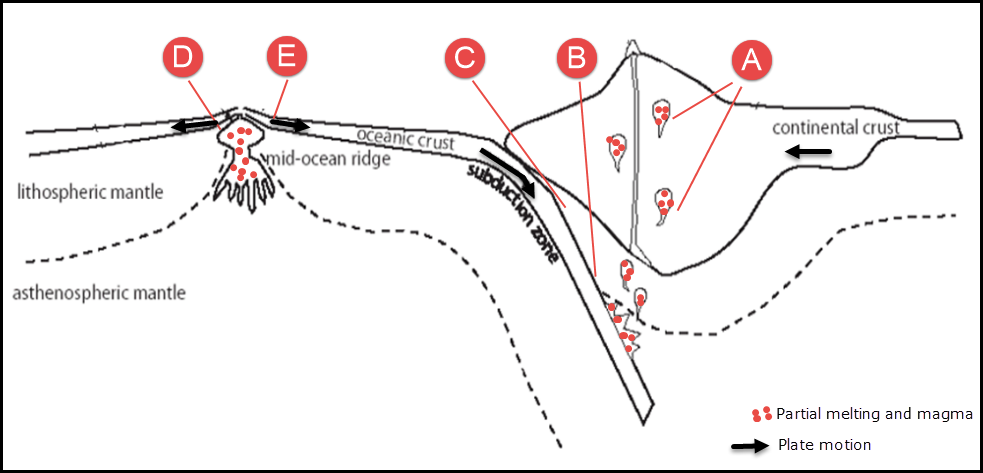 D
E
C
B
A
oceanic crust
continental crust
mid-ocean ridge
subduction zone
lithospheric mantle
asthenospheric mantle
Partial melting and magma
Plate motion